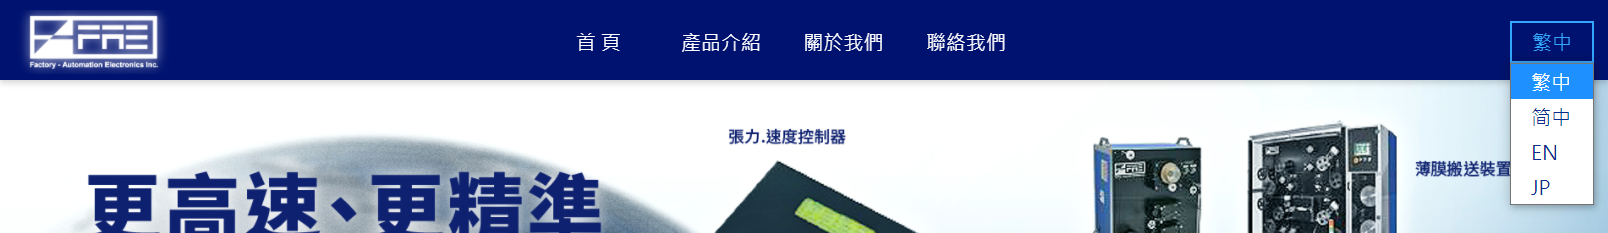 FAE
Factory - Automation Electronics Inc.
首 頁
產品介紹
關於我們
聯絡我們
繁中
繁中
简中
EN
JP
張力.速度控制器
薄膜搬送裝置
更高速、更精準
FAE